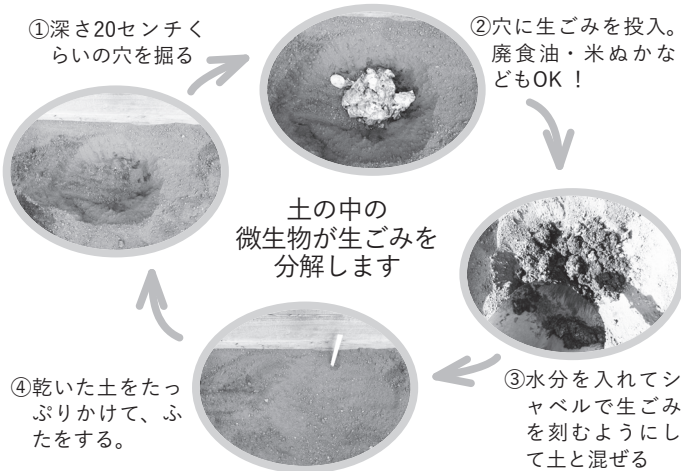 ①深さ20センチく
らいの穴を掘る
②穴に生ごみを投入。
廃食油・米ぬかな
どもOK！
土の中の
微生物が生ごみを
分解します
③水分を入れてシ
ャベルで生ごみ
を刻むようにし
て土と混ぜる
④乾いた土をたっ
ぷりかけて、ふ
たをする。